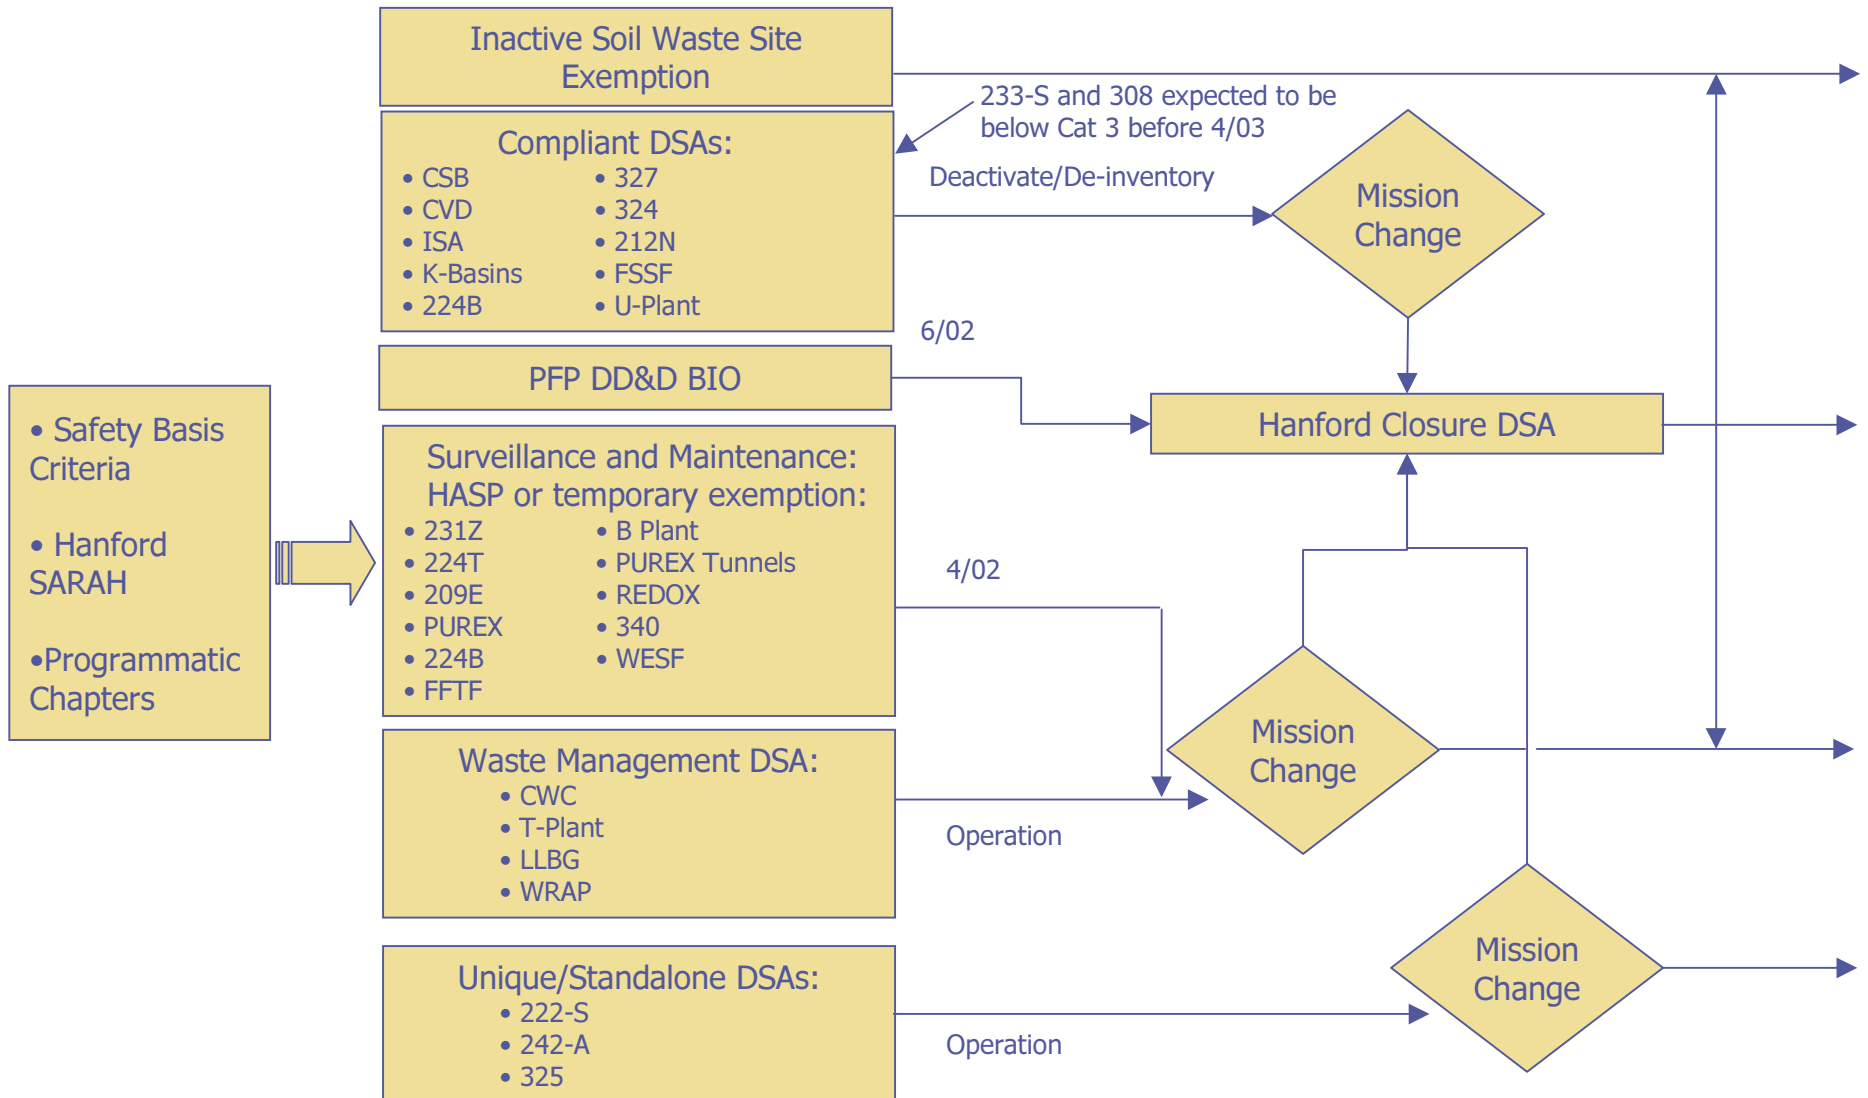 • Safety Basis
Criteria
• Hanford
SARAH
•Programmatic
Chapters
Inactive Soil Waste Site
Exemption
233-S and 308 expected to be
below Cat 3 before 4/03
Compliant DSAs:
• CSB
• CVD
• ISA
• K-Basins
• 224B
• 327
• 324
• 212N
• FSSF
• U-Plant
Deactivate/De-inventory
Mission
Change
6/02
PFP DD&D BIO
Hanford Closure DSA
Surveillance and Maintenance:
HASP or temporary exemption:
• 231Z
• 224T
• 209E
• PUREX
• 224B
• FFTF
• B Plant
• PUREX Tunnels
• REDOX
• 340
• WESF
4/02
Mission
Change
Waste Management DSA:
• CWC
• T-Plant
• LLBG
• WRAP
Operation
Unique/Standalone DSAs:
• 222-S
• 242-A
• 325
Operation
Mission
Change